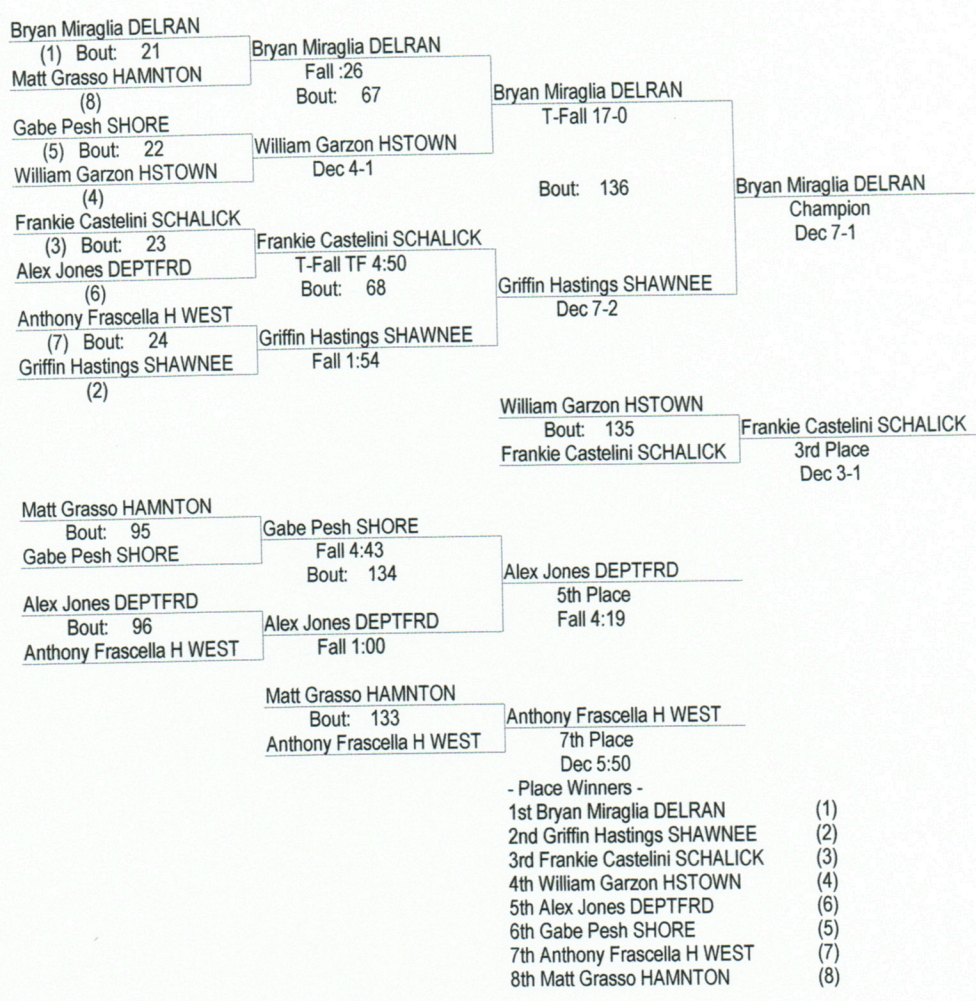 Bryan Miraglia DELRAN
(1) Bout: 21
Matt Grasso HAMNTON
(8)
Gabe Pesh SHORE
(5) Bout: 22
William Garzon HSTOWN
(4)
Frankie Castelini SCHALICK
(3) Bout: 23
Alex Jones DEPTFRD
(6)
Anthony Frascella H WEST
(7) Bout: 24
Griffin Hastings SHAWNEE
(2)
Bryan Miraglia DELRAN
Fall :26
Bout: 67
William Garzon HSTOWN
Dec 4-1
Frankie Castelini SCHALICK
T-Fall TF 4:50
Bout: 68
Griffin Hastings SHAWNEE
Fall 1:54
Bryan Miraglia DELRAN
T-Fall 17-0
Bout: 136
Griffin Hastings SHAWNEE
Dec 7-2
Bryan Miraglia DELRAN
Champion
Dec 7-1
William Garzon HSTOWN
Bout: 135
Frankie Castelini SCHALICK
Frankie Castelini SCHALICK
3rd Place
Dec 3-1
Matt Grasso HAMNTON
Bout: 95
Gabe Pesh SHORE
Alex Jones DEPTFRD
Bout: 96
Anthony Frascella H WEST
Gabe Pesh SHORE
Fall 4:43
Bout: 134
Alex Jones DEPTFRD
Fall 1:00
Alex Jones DEPTFRD
5th Place
Fall 4:19
Matt Grasso HAMNTON
Bout: 133
Anthony Frascella H WEST
Anthony Frascella H WEST
7th Place
Dec 5:50
- Place Winners -
1st Bryan Miraglia DELRAN (1)
2nd Griffin Hastings SHAWNEE (2)
3rd Frankie Castelini SCHALICK (3)
4th William Garzon HSTOWN (4)
5th Alex Jones DEPTFRD (6)
6th Gabe Pesh SHORE (5)
7th Anthony Frascella H WEST (7)
8th Matt Grasso HAMNTON (8)